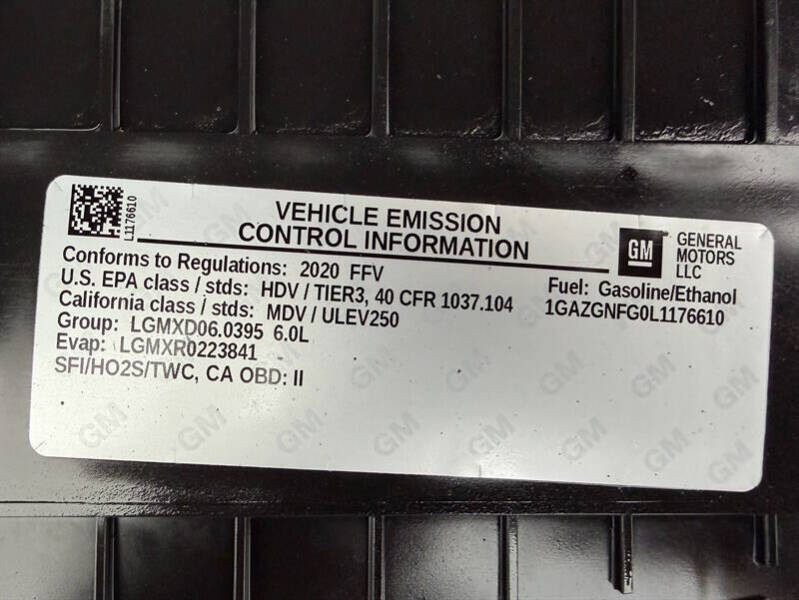 L1176610
VEHICLE EMISSION
CONTROL INFORMATION
GM
GENERAL
MOTORS
LLC
Conforms to Regulations: 2020 FFV
Fuel: Gasoline/Ethanol
U.S. EPA class / stds: HDV / TIER3, 40 CFR 1037.104
1GAZGNFG0L1176610
California class / stds: MDV / ULEV250
Group: LGMXD06.0395 6.0L
Evap: LGMXR0223841
SFI/HO2S/TWC, CA OBD: II